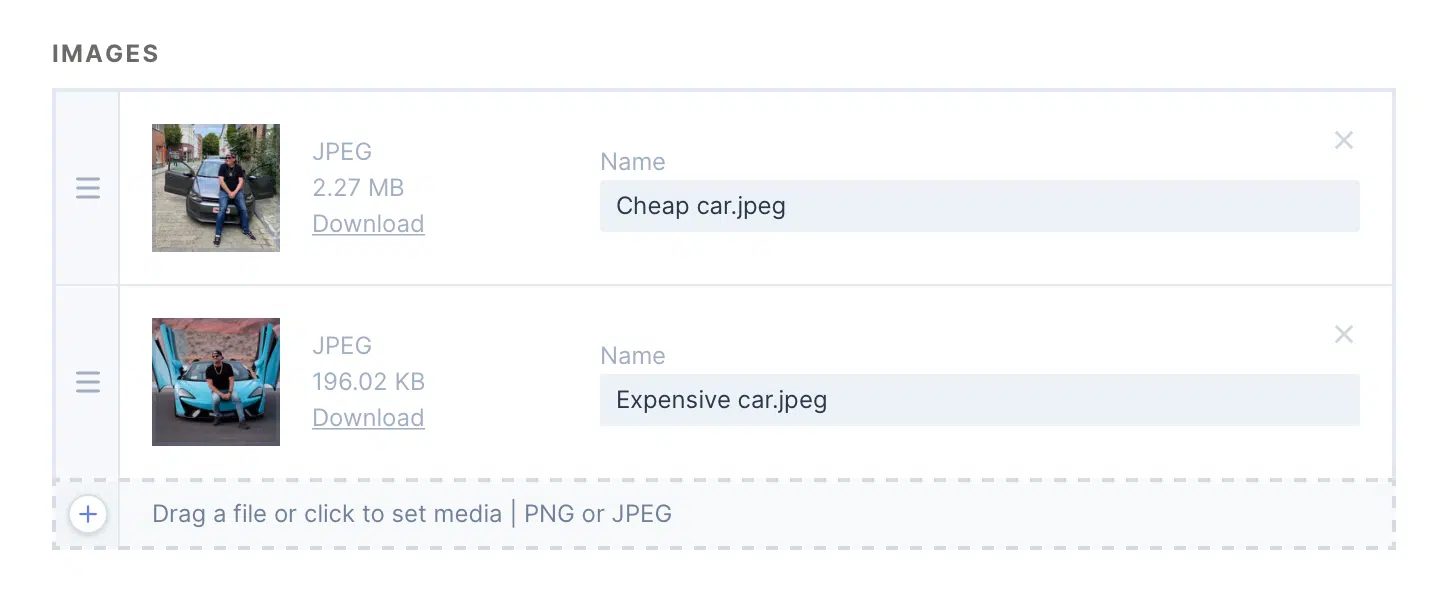 IMAGES
JPEG
2.27 MB
Download
Name
Cheap car.jpeg
JPEG
196.02 KB
Download
Name
Expensive car.jpeg
Drag a file or click to set media | PNG or JPEG